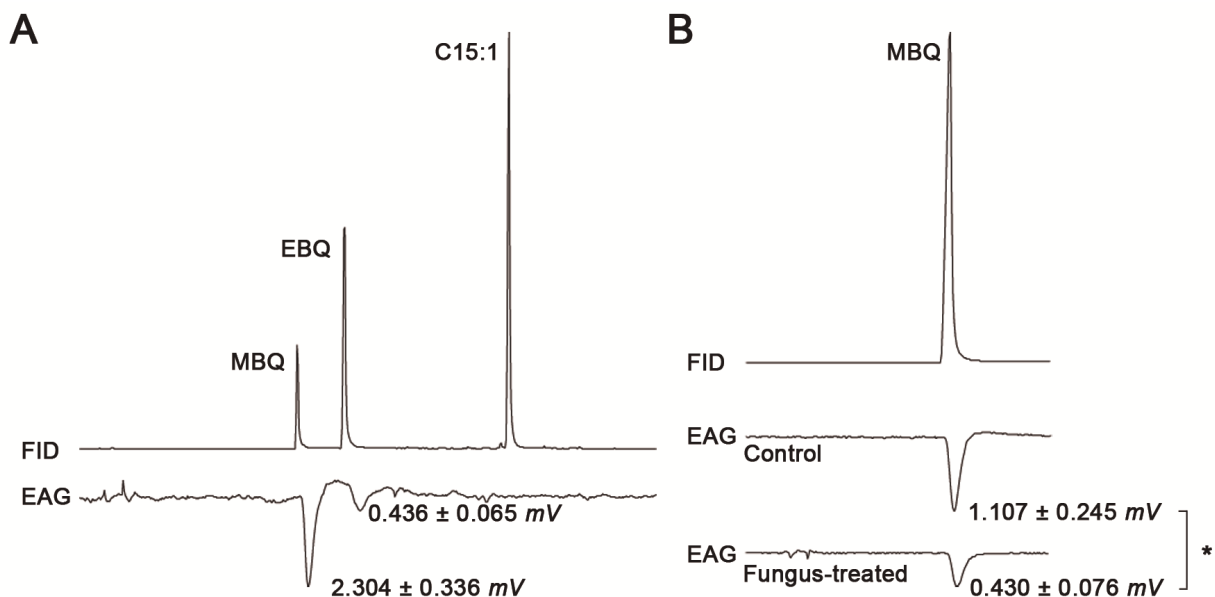 A
C15:1
EBQ
MBQ
FID
EAG
0.436 ± 0.065 mV
2.304 ± 0.336 mV
B
MBQ
FID
EAG
Control
1.107 ± 0.245 mV
*
EAG
Fungus-treated
0.430 ± 0.076 mV